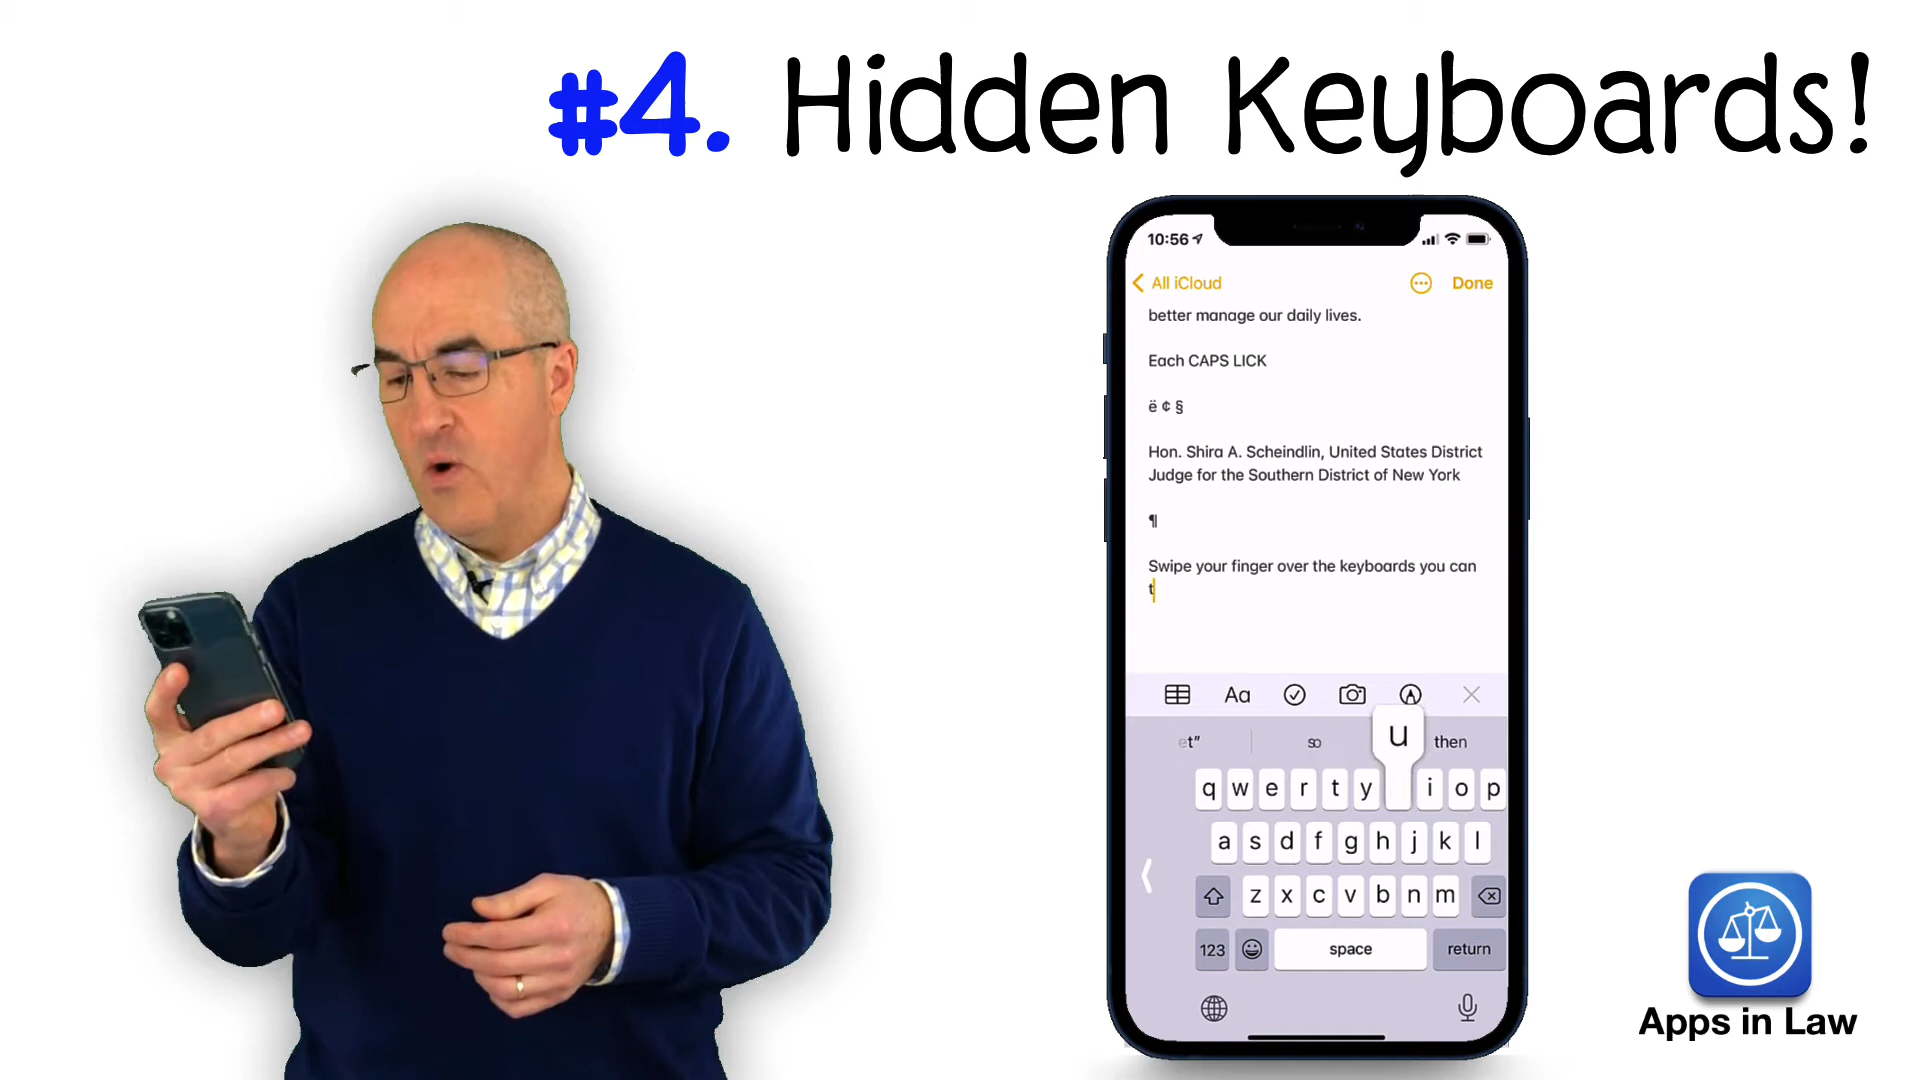 #4. Hidden Keyboards!
10:56
All iCloud
Done
better manage our daily lives.
Each CAPS LICK
ë ¢ §
Hon. Shira A. Scheindlin, United States District
Judge for the Southern District of New York
¶
Swipe your finger over the keyboards you can
t
Aa
et” so then
u
q w e r t y i o p
a s d f g h j k l
z x c v b n m
123 space return
Apps in Law